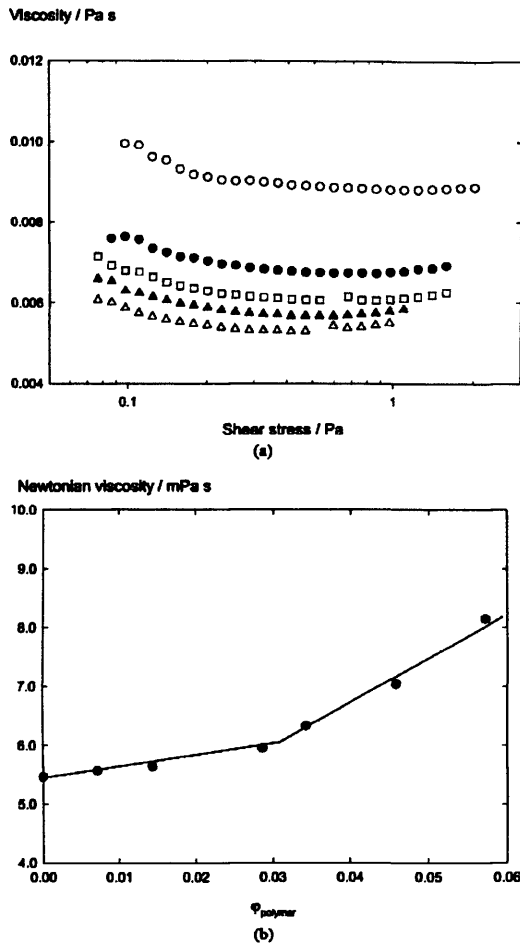 Viscosity / Pa s
0.012
0.010
0.008
0.006
0.004
0.1 1
Shear stress / Pa
(a)
Newtonian viscosity / mPa s
10.0
9.0
8.0
7.0
6.0
5.0
4.0
0.00 0.01 0.02 0.03 0.04 0.05 0.06
φpolymer
(b)